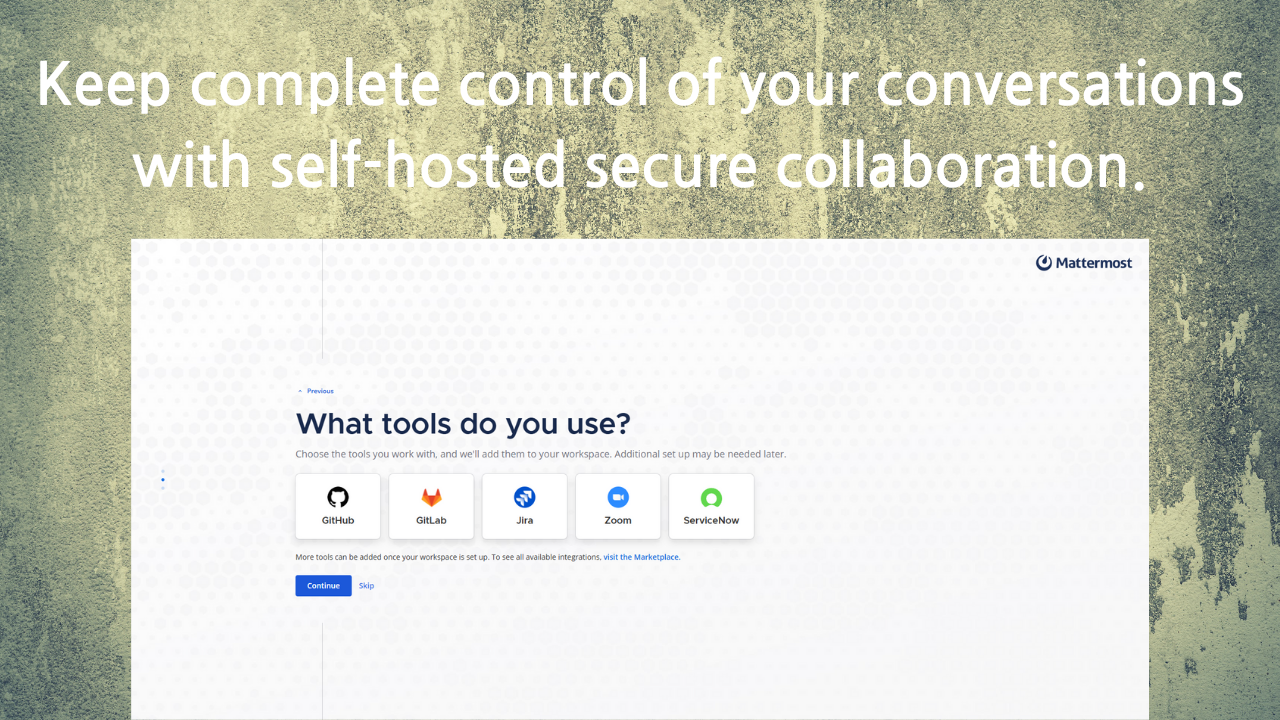 Keep complete control of your conversations
with self-hosted secure collaboration.
Mattermost
Previous
What tools do you use?
Choose the tools you work with, and we'll add them to your workspace. Additional set up may be needed later.
GitHub GitLab Jira Zoom ServiceNow
More tools can be added once your workspace is set up. To see all available integrations, visit the Marketplace.
Continue Skip